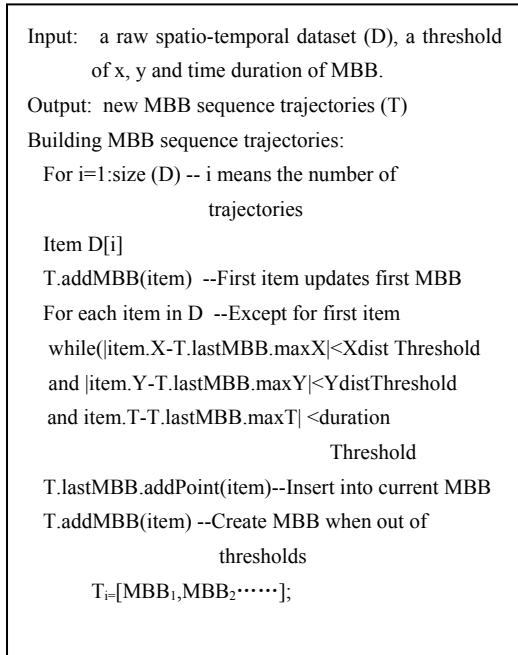 Input: a raw spatio-temporal dataset (D), a threshold
of x, y and time duration of MBB.
Output: new MBB sequence trajectories (T)
Building MBB sequence trajectories:
For i=1:size (D) -- i means the number of
trajectories
Item D[i]
T.addMBB(item) --First item updates first MBB
For each item in D --Except for first item
while(|item.X-T.lastMBB.maxX|<Xdist Threshold
and |item.Y-T.lastMBB.maxY|<YdistThreshold
and item.T-T.lastMBB.maxT| <duration
Threshold
T.lastMBB.addPoint(item)--Insert into current MBB
T.addMBB(item) --Create MBB when out of
thresholds
Ti=[MBB1,MBB2⋯⋯];